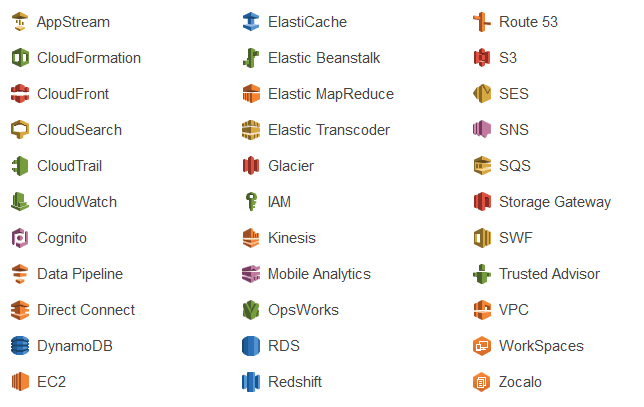 AppStream
CloudFormation
CloudFront
CloudSearch
CloudTrail
CloudWatch
Cognito
Data Pipeline
Direct Connect
DynamoDB
EC2
ElastiCache
Elastic Beanstalk
Elastic MapReduce
Elastic Transcoder
Glacier
IAM
Kinesis
Mobile Analytics
OpsWorks
RDS
Redshift
Route 53
S3
SES
SNS
SQS
Storage Gateway
SWF
Trusted Advisor
VPC
WorkSpaces
Zocalo